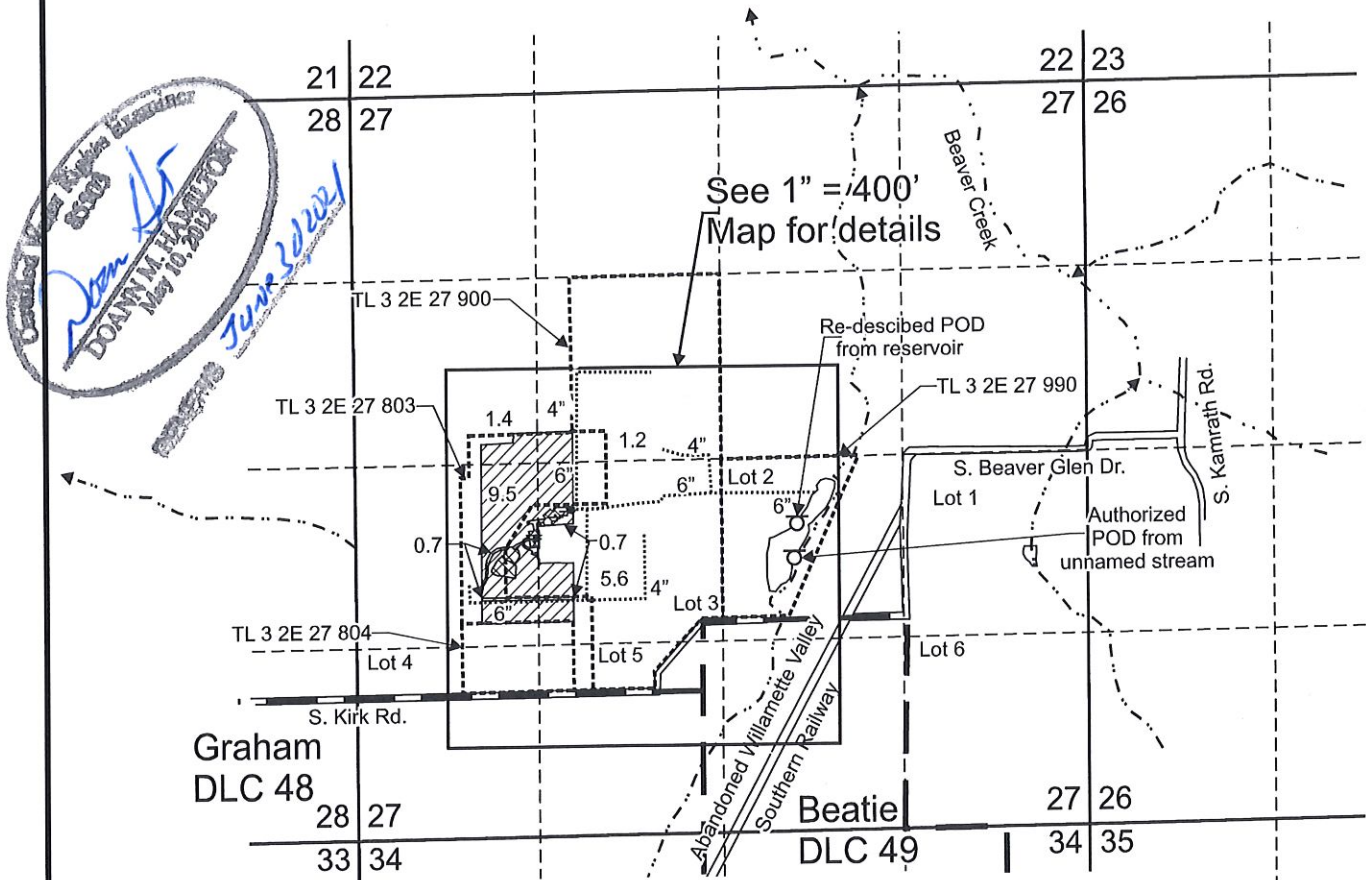 21 22
28 27
22 23
27 26
Certified Water Rights Examiner
DOANN M. HAMILTON
May 10, 2012
June 30 2021
See 1" = 400'
Map for details
Beaver Creek
TL 3 2E 27 900
Re-descibed POD
from reservoir
TL 3 2E 27 990
TL 3 2E 27 803
1.4
4"
1.2
4"
S. Kamrath Rd.
S. Beaver Glen Dr.
6"
Lot 2
6"
9.5
6"
Lot 1
Authorized
POD from
unnamed stream
0.7
0.7
5.6
4"
Lot 3
6"
TL 3 2E 27 804
Lot 4
Lot 5
Lot 6
S. Kirk Rd.
Abandoned Willamette Valley
Southern Railway
Graham
DLC 48
Beatie
DLC 49
28 27
33 34
27 26
34 35